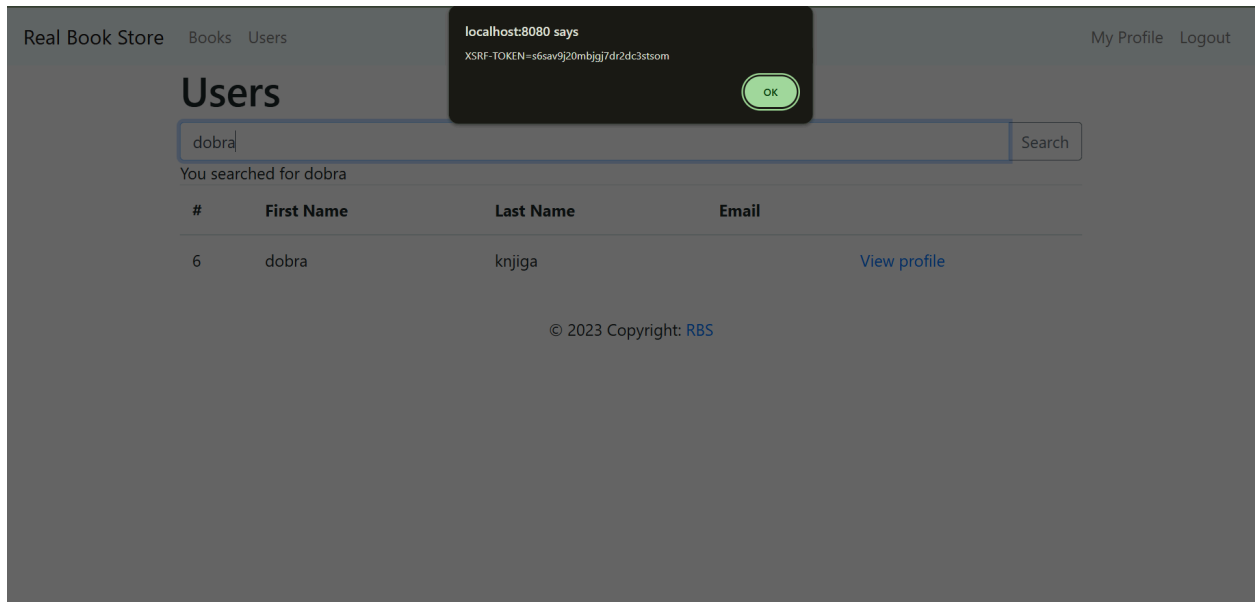 localhost:8080 says
XSRF-TOKEN=s6sav9j20mbjgj7dr2dc3stsom
OK
Real Book Store Books Users My Profile Logout
Users
dobra Search
You searched for dobra
# First Name Last Name Email
6 dobra knjiga View profile
© 2023 Copyright: RBS